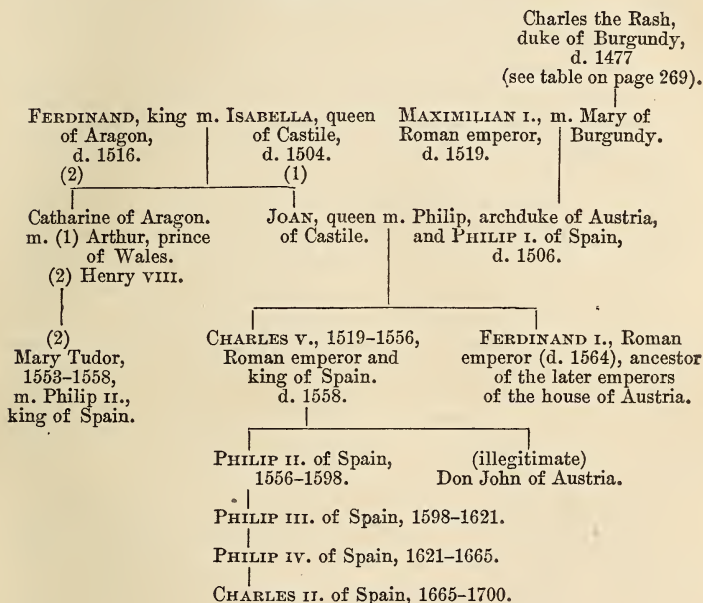 Charles the Rash,
duke of Burgundy,
d. 1477
(see table on page 269).
FERDINAND, king m. ISABELLA, queen
of Aragon,
d. 1516.
(2)
of Castile,
d. 1504.
(1)
MAXIMILIAN I., m. Mary of
Roman emperor,
d. 1519.
Burgundy.
Catharine of Aragon.
m. (1) Arthur, prince
of Wales.
(2) Henry VIII.
JOAN, queen m. Philip, archduke of Austria,
of Castile.
and PHILIP I. of Spain,
d. 1506.
(2)
Mary Tudor,
1553–1558,
m. Philip II.,
king of Spain.
CHARLES V., 1519–1556,
Roman emperor and
king of Spain.
d. 1558.
FERDINAND I., Roman
emperor (d. 1564), ancestor
of the later emperors
of the house of Austria.
PHILIP II. of Spain,
1556–1598.
(illegitimate)
Don John of Austria.
PHILIP III. of Spain, 1598–1621.
PHILIP IV. of Spain, 1621–1665.
CHARLES II. of Spain, 1665–1700.